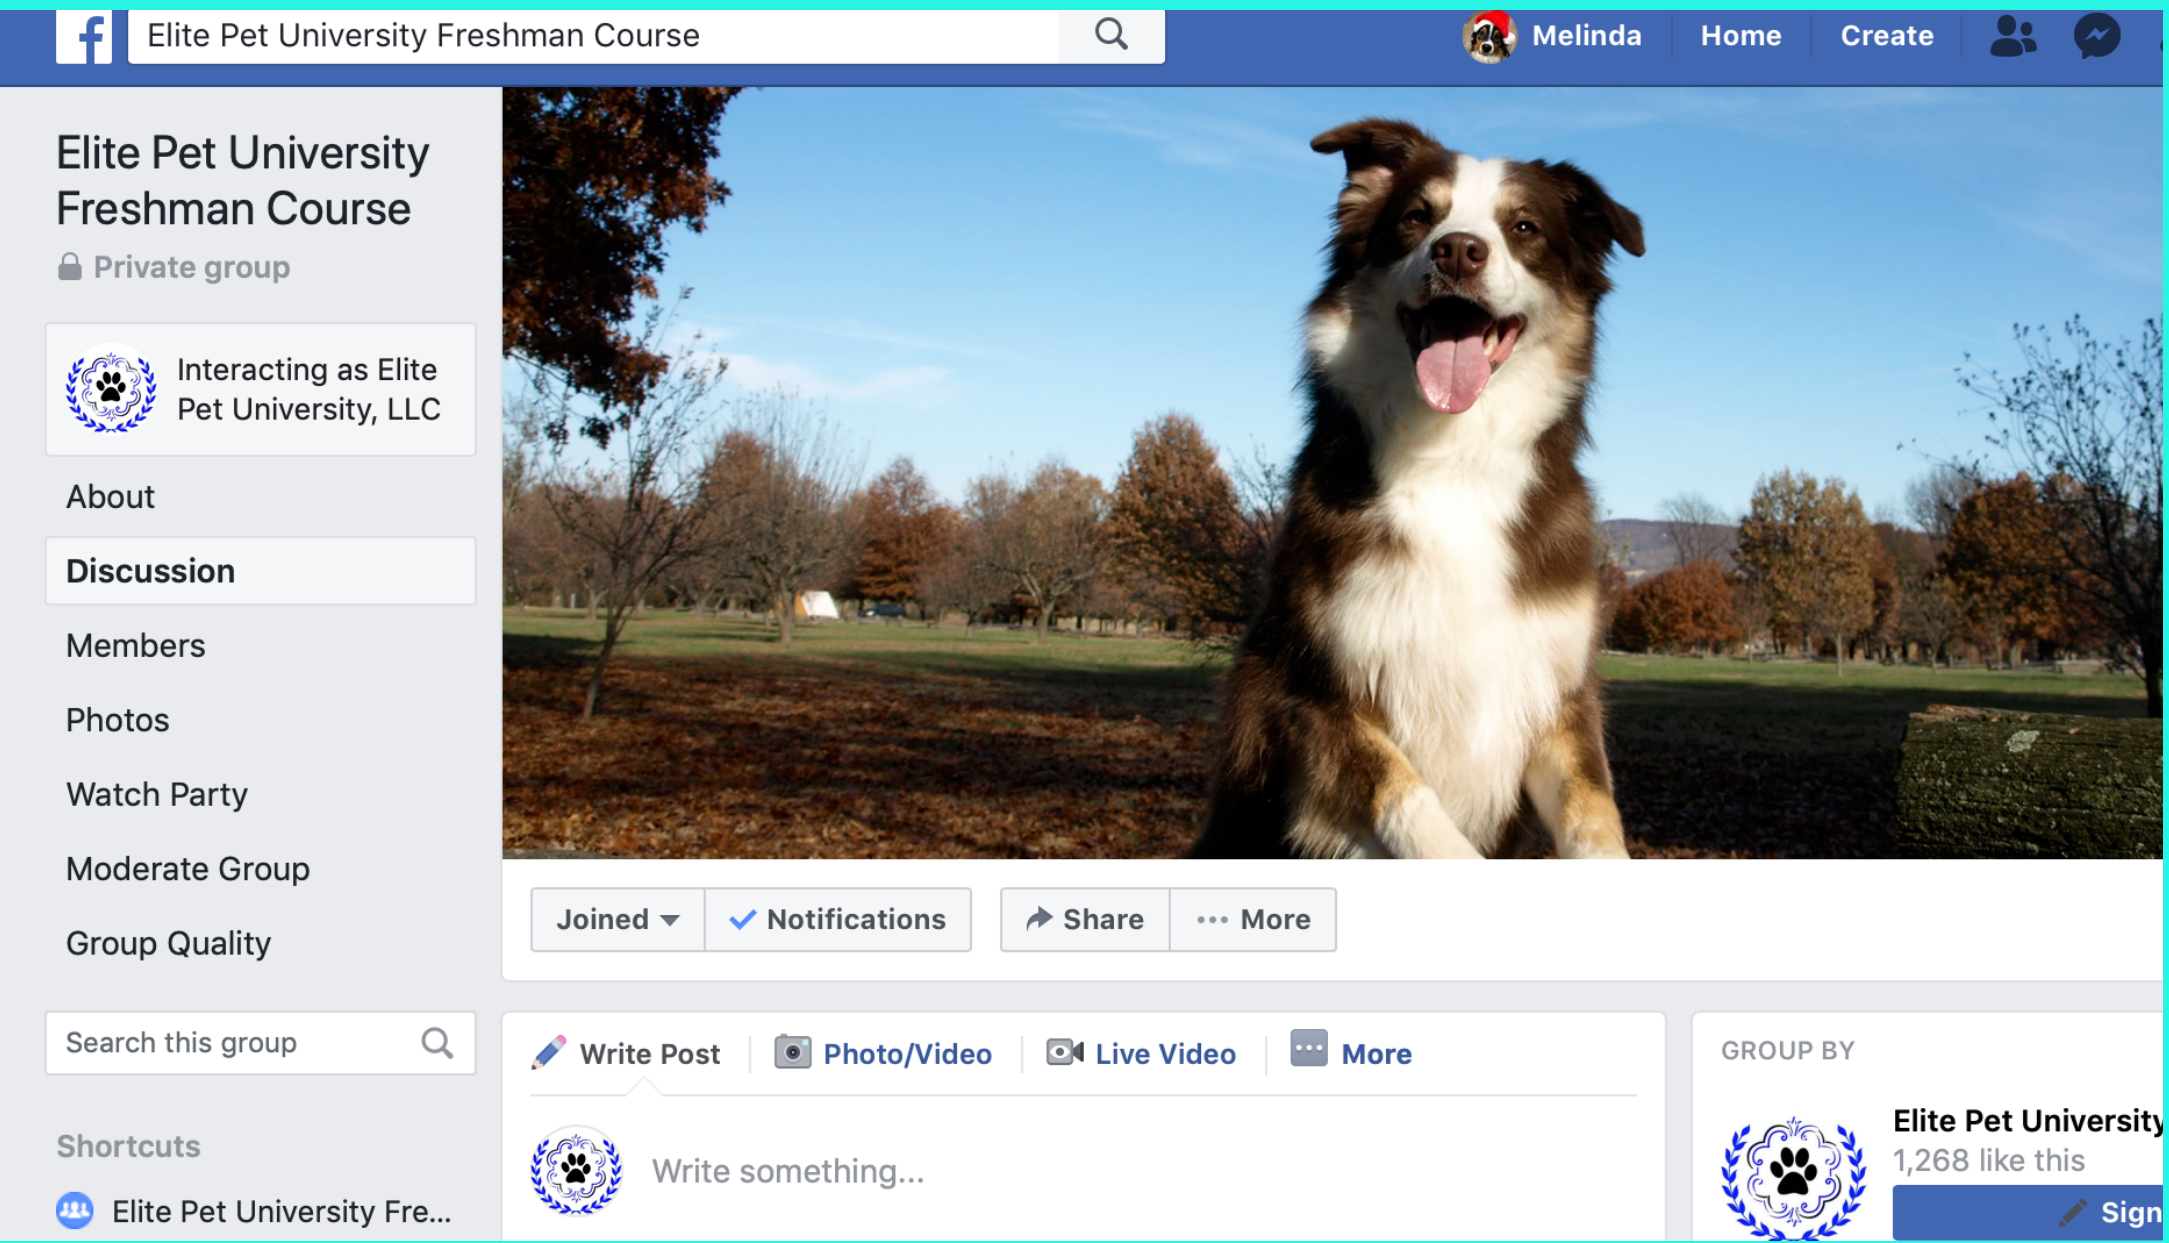 Elite Pet University Freshman Course
Melinda
Home
Create
Elite Pet University
Freshman Course
Private group
Interacting as Elite
Pet University, LLC
About
Discussion
Members
Photos
Watch Party
Moderate Group
Group Quality
Search this group
Shortcuts
Elite Pet University Fre...
Joined
Notifications
Share
More
Write Post
Photo/Video
Live Video
More
Write something...
GROUP BY
Elite Pet University
1,268 like this
Sign